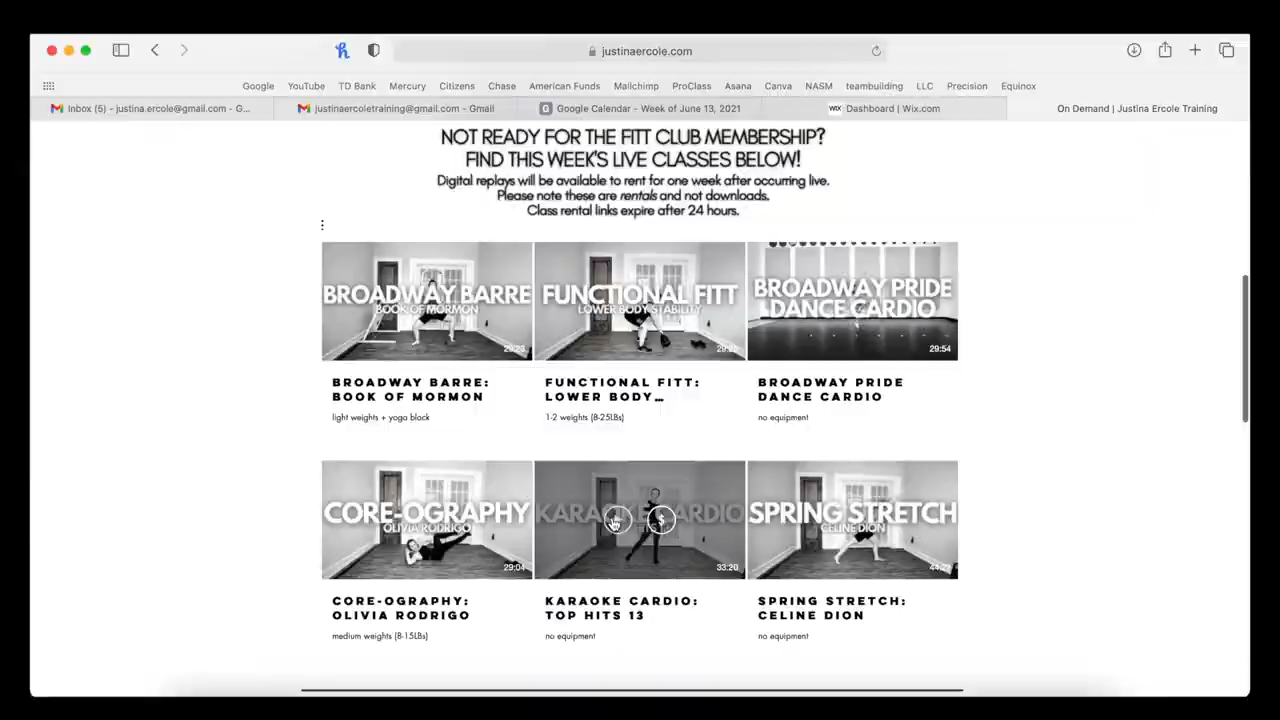 justinaercole.com
Google YouTube TD Bank Mercury Citizens Chase American Funds Mailchimp ProClass Asana Canva NASM teambuilding LLC Precision Equinox
Inbox (5) - justina.ercole@gmail.com - G... justinaercoletraining@gmail.com - Gmail Google Calendar - Week of June 13, 2021 WIX Dashboard | Wix.com On Demand | Justina Ercole Training
NOT READY FOR THE FITT CLUB MEMBERSHIP?
FIND THIS WEEK'S LIVE CLASSES BELOW!
Digital replays will be available to rent for one week after occurring live.
Please note these are rentals and not downloads.
Class rental links expire after 24 hours.
BROADWAY BARRE
BOOK OF MORMON
29:23
FUNCTIONAL FITT
LOWER BODY STABILITY
BROADWAY PRIDE
DANCE CARDIO
29:54
BROADWAY BARRE:
BOOK OF MORMON
light weights + yoga block
FUNCTIONAL FITT:
LOWER BODY...
1-2 weights (8-25LBs)
BROADWAY PRIDE
DANCE CARDIO
no equipment
CORE-OGRAPHY
OLIVIA RODRIGO
29:04
KARAOKE CARDIO
33:20
SPRING STRETCH
CELINE DION
CORE-OGRAPHY:
OLIVIA RODRIGO
medium weights (8-15LBs)
KARAOKE CARDIO:
TOP HITS 13
no equipment
SPRING STRETCH:
CELINE DION
no equipment